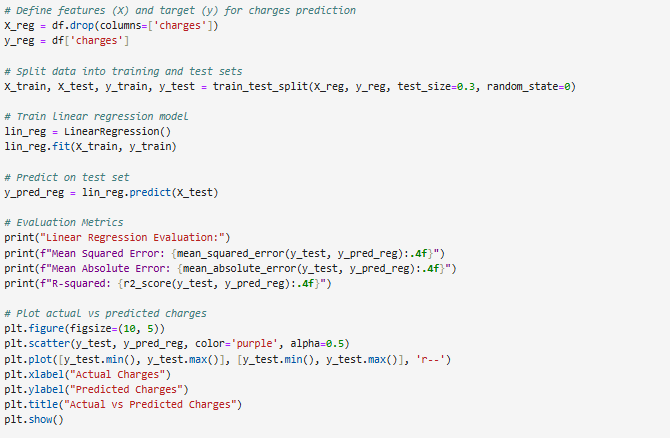 # Define features (X) and target (y) for charges prediction
X_reg = df.drop(columns=['charges'])
y_reg = df['charges']
# Split data into training and test sets
X_train, X_test, y_train, y_test = train_test_split(X_reg, y_reg, test_size=0.3, random_state=0)
# Train linear regression model
lin_reg = LinearRegression()
lin_reg.fit(X_train, y_train)
# Predict on test set
y_pred_reg = lin_reg.predict(X_test)
# Evaluation Metrics
print("Linear Regression Evaluation:")
print(f"Mean Squared Error: {mean_squared_error(y_test, y_pred_reg):.4f}")
print(f"Mean Absolute Error: {mean_absolute_error(y_test, y_pred_reg):.4f}")
print(f"R-squared: {r2_score(y_test, y_pred_reg):.4f}")
# Plot actual vs predicted charges
plt.figure(figsize=(10, 5))
plt.scatter(y_test, y_pred_reg, color='purple', alpha=0.5)
plt.plot([y_test.min(), y_test.max()], [y_test.min(), y_test.max()], 'r--')
plt.xlabel("Actual Charges")
plt.ylabel("Predicted Charges")
plt.title("Actual vs Predicted Charges")
plt.show()